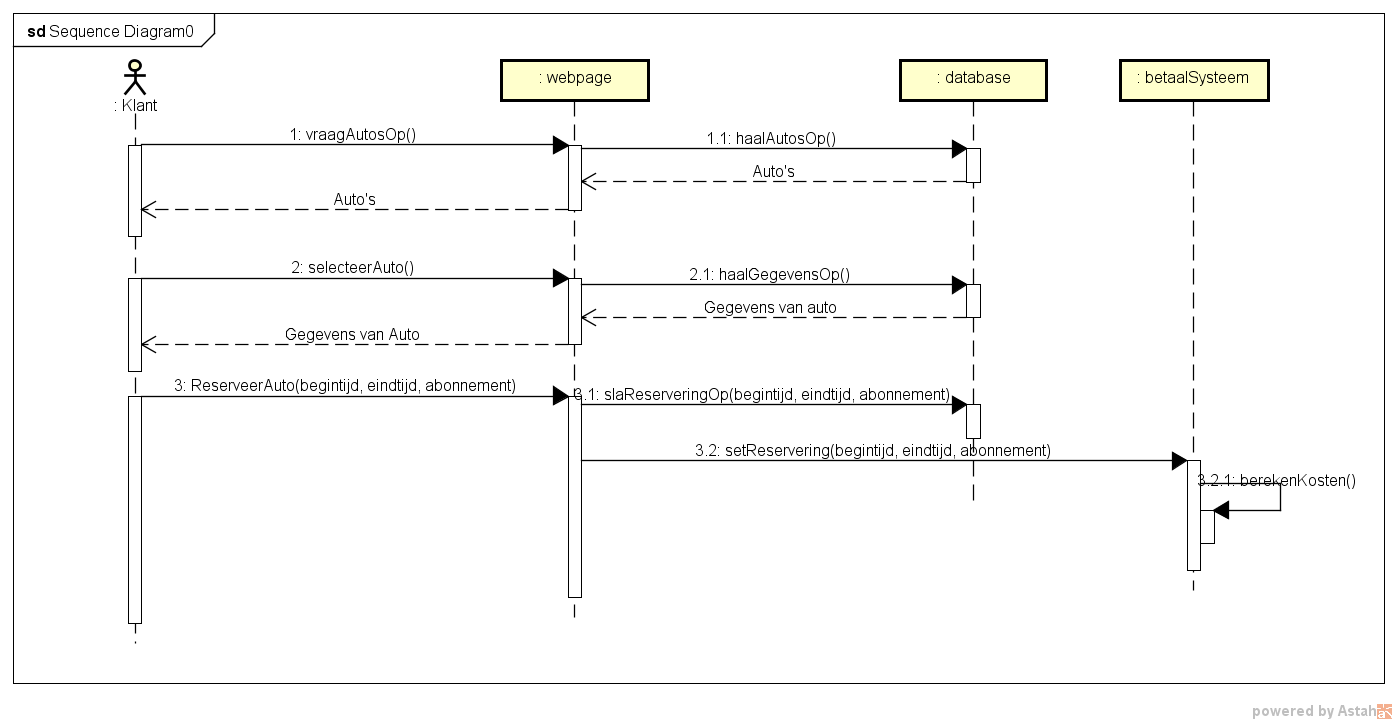 sd Sequence Diagram0
: Klant
: webpage
: database
: betaalSysteem
1: vraagAutosOp()
1.1: haalAutosOp()
Auto's
Auto's
2: selecteerAuto()
2.1: haalGegevensOp()
Gegevens van auto
Gegevens van Auto
3: ReserveerAuto(begintijd, eindtijd, abonnement)
3.1: slaReserveringOp(begintijd, eindtijd, abonnement)
3.2: setReservering(begintijd, eindtijd, abonnement)
3.2.1: berekenKosten()
powered by Astah